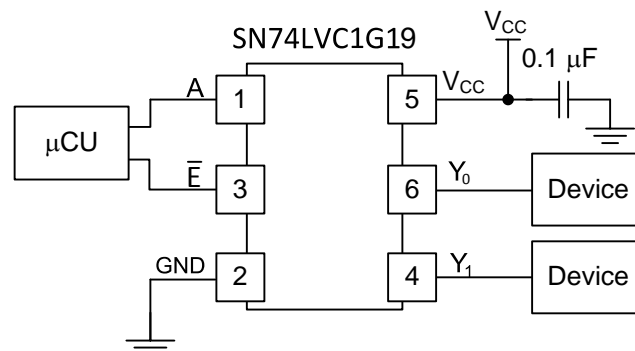 SN74LVC1G19
V_CC
0.1 μF
A
1
5
V_CC
μCU
E̅
3
6
Y_0
Device
GND
2
4
Y_1
Device